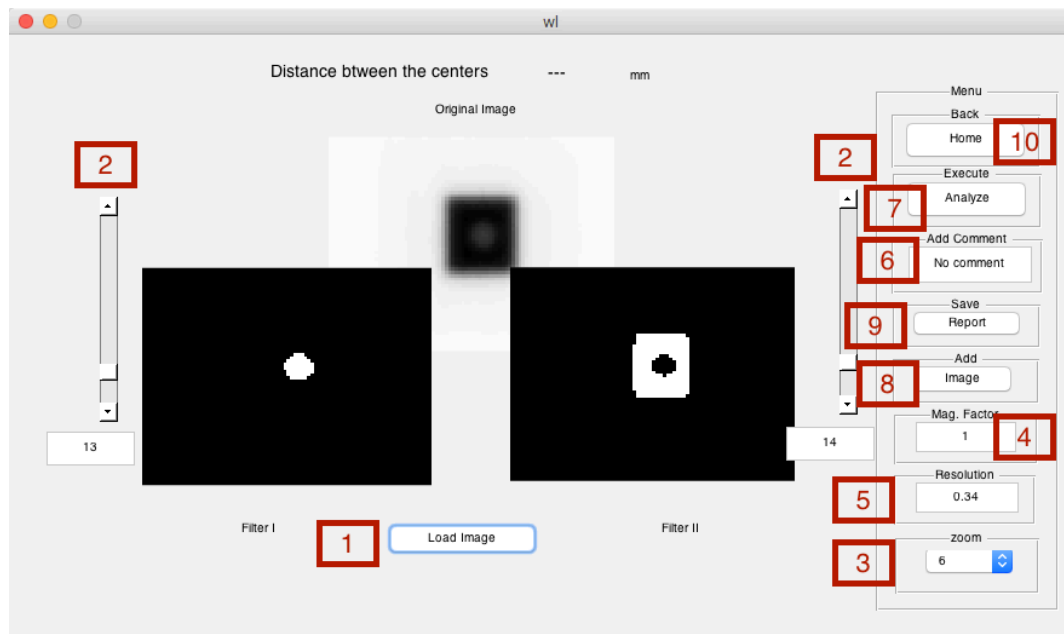 wl
Distance btween the centers --- mm
Original Image
2
2
13
14
Filter I
1
Load Image
Filter II
Menu
Back
Home
10
Execute
7
Analyze
Add Comment
6
No comment
Save
9
Report
Add
8
Image
Mag. Factor
1
4
Resolution
5
0.34
zoom
3
6